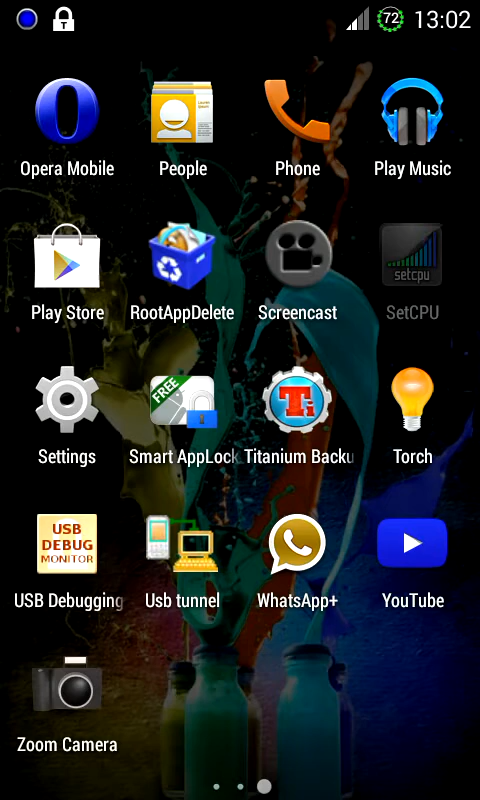 T 72 13:02
Opera Mobile People Phone Play Music
Play Store RootAppDelete Screencast SetCPU
setcpu
FREE
Ti
Settings Smart AppLock Titanium Backu Torch
USB
DEBUG
MONITOR
USB Debugging Usb tunnel WhatsApp+ YouTube
Zoom Camera